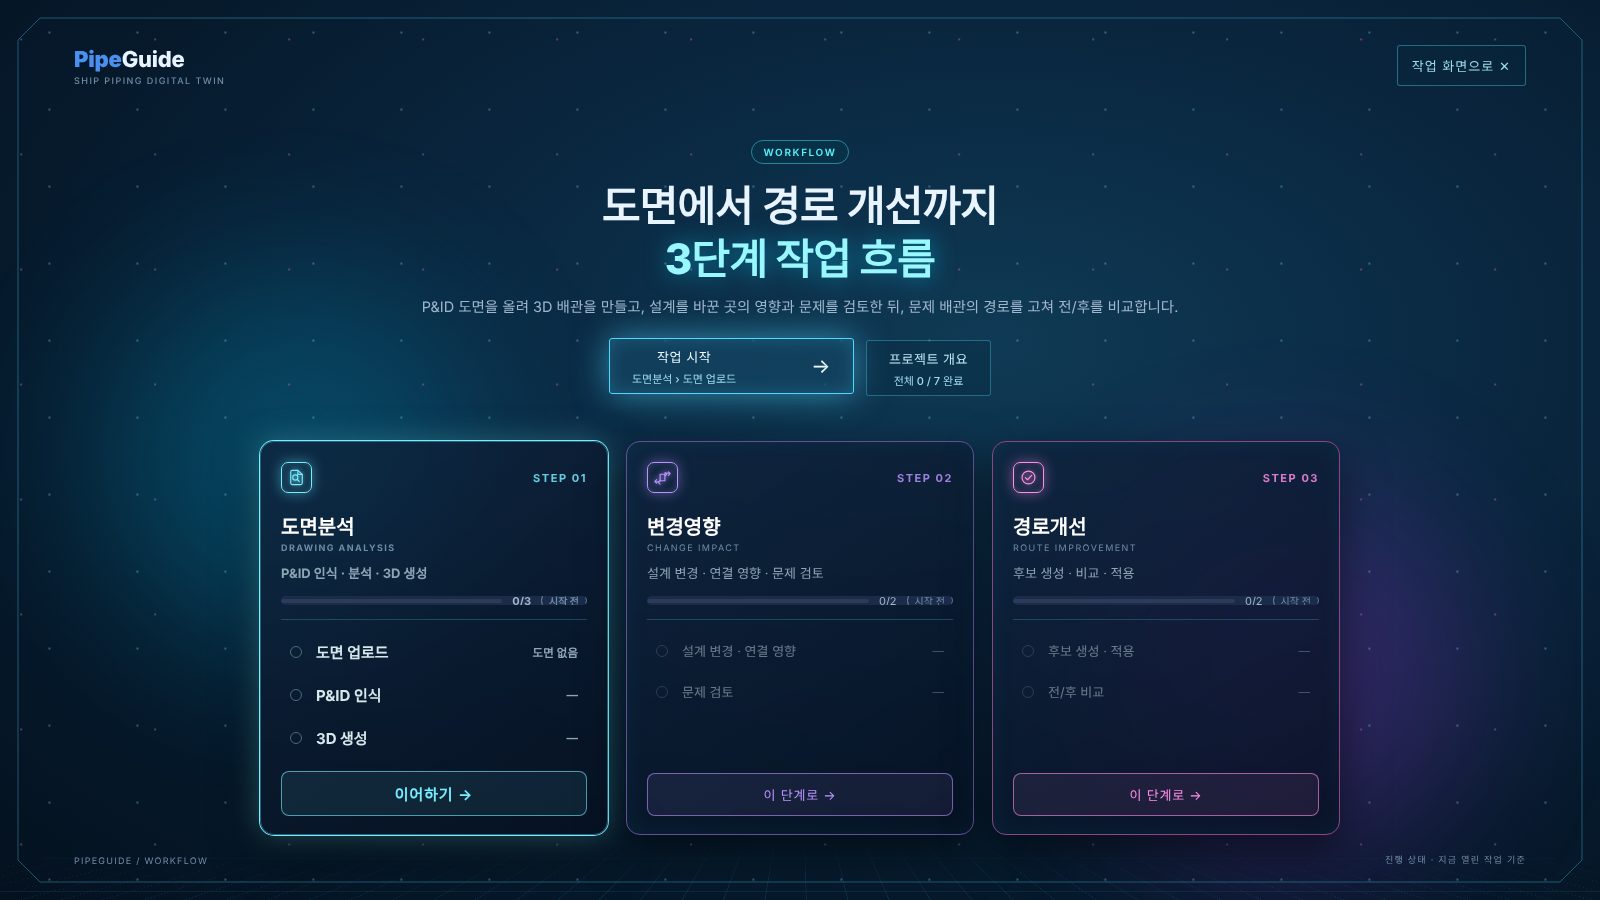 PipeGuide
SHIP PIPING DIGITAL TWIN
작업 화면으로 ✕
WORKFLOW
도면에서 경로 개선까지
3단계 작업 흐름
P&ID 도면을 올려 3D 배관을 만들고, 설계를 바꾼 곳의 영향과 문제를 검토한 뒤, 문제 배관의 경로를 고쳐 전/후를 비교합니다.
작업 시작 →
도면분석 › 도면 업로드
프로젝트 개요
전체 0 / 7 완료
STEP 01
도면분석
DRAWING ANALYSIS
P&ID 인식 · 분석 · 3D 생성
0/3 시작 전
도면 업로드 도면 없음
P&ID 인식 —
3D 생성 —
이어하기 →
STEP 02
변경영향
CHANGE IMPACT
설계 변경 · 연결 영향 · 문제 검토
0/2 시작 전
설계 변경 · 연결 영향 —
문제 검토 —
이 단계로 →
STEP 03
경로개선
ROUTE IMPROVEMENT
후보 생성 · 비교 · 적용
0/2 시작 전
후보 생성 · 적용 —
전/후 비교 —
이 단계로 →
PIPEGUIDE / WORKFLOW
진행 상태 · 지금 열린 작업 기준